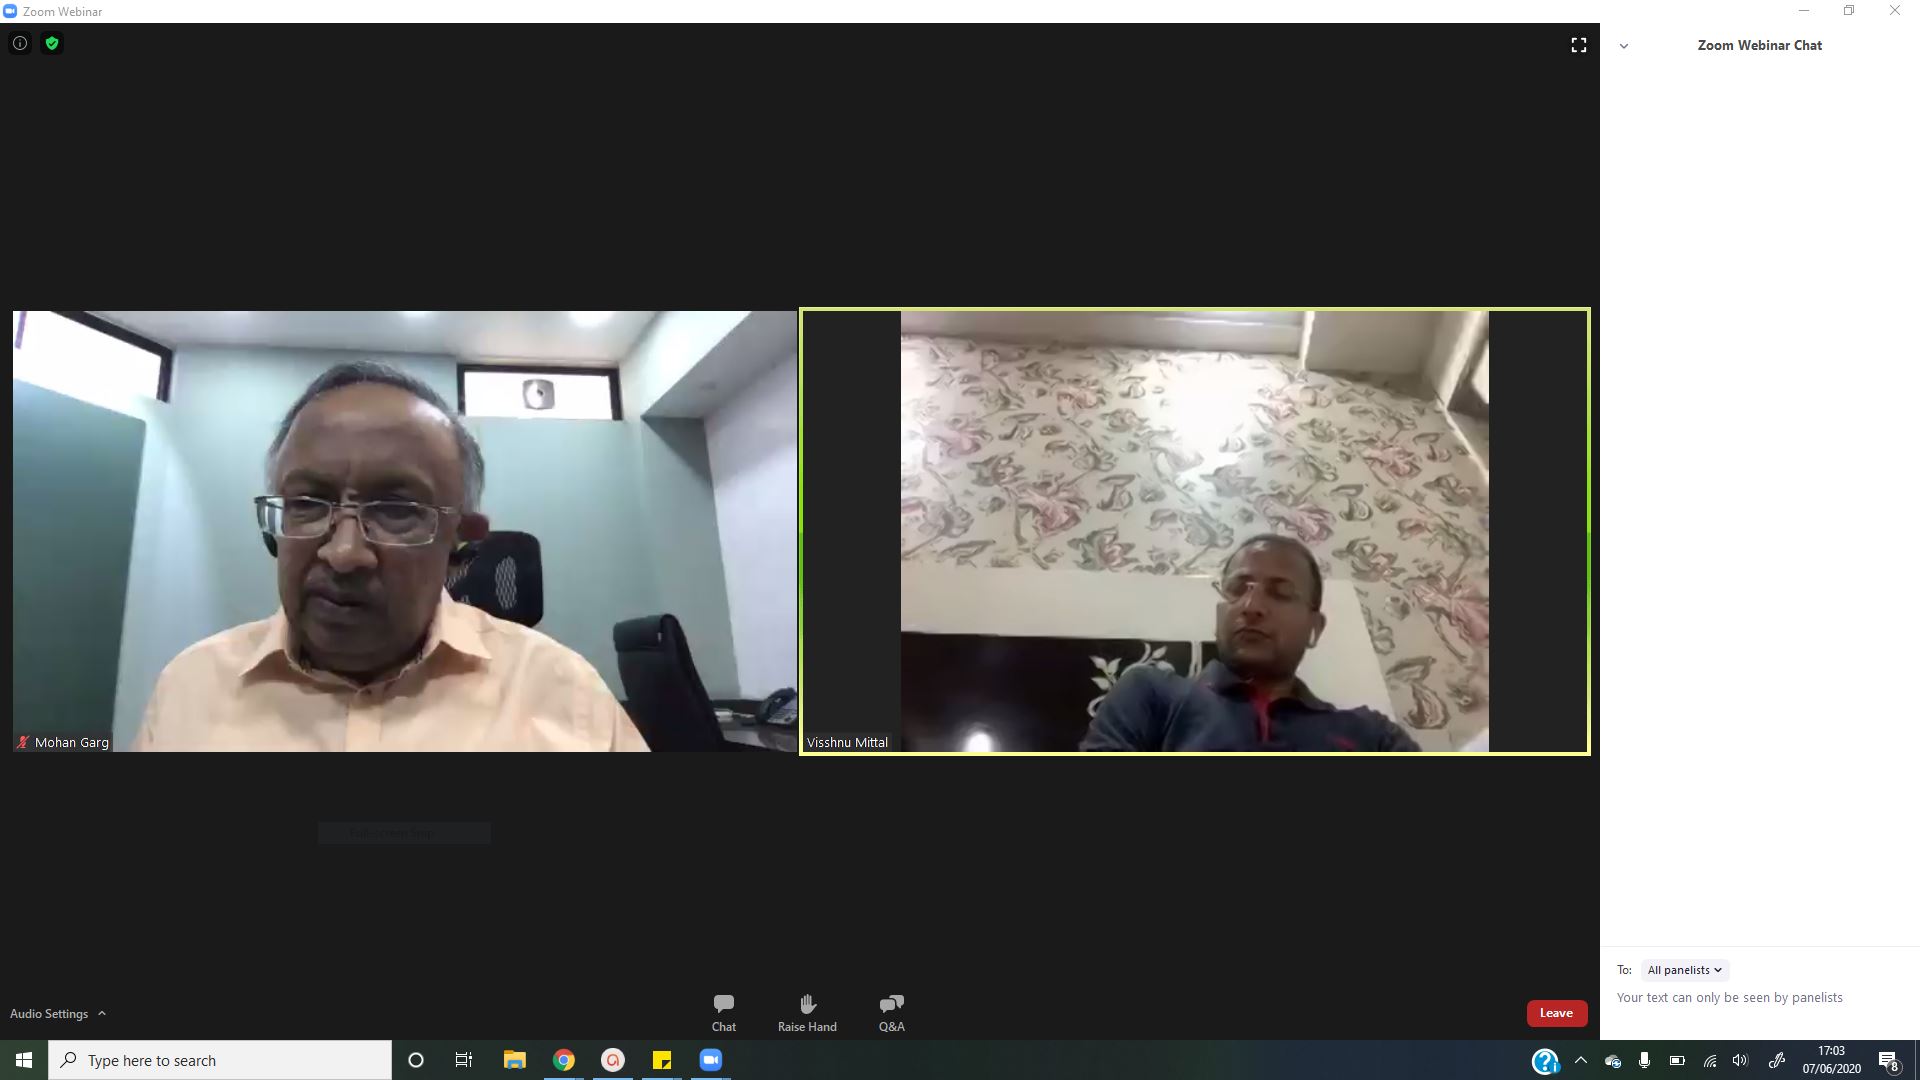 Zoom Webinar
Zoom Webinar Chat
Mohan Garg
Visshnu Mittal
To: All panelists
Your text can only be seen by panelists
Audio Settings
Chat
Raise Hand
Q&A
Leave
Type here to search
17:03
07/06/2020
8